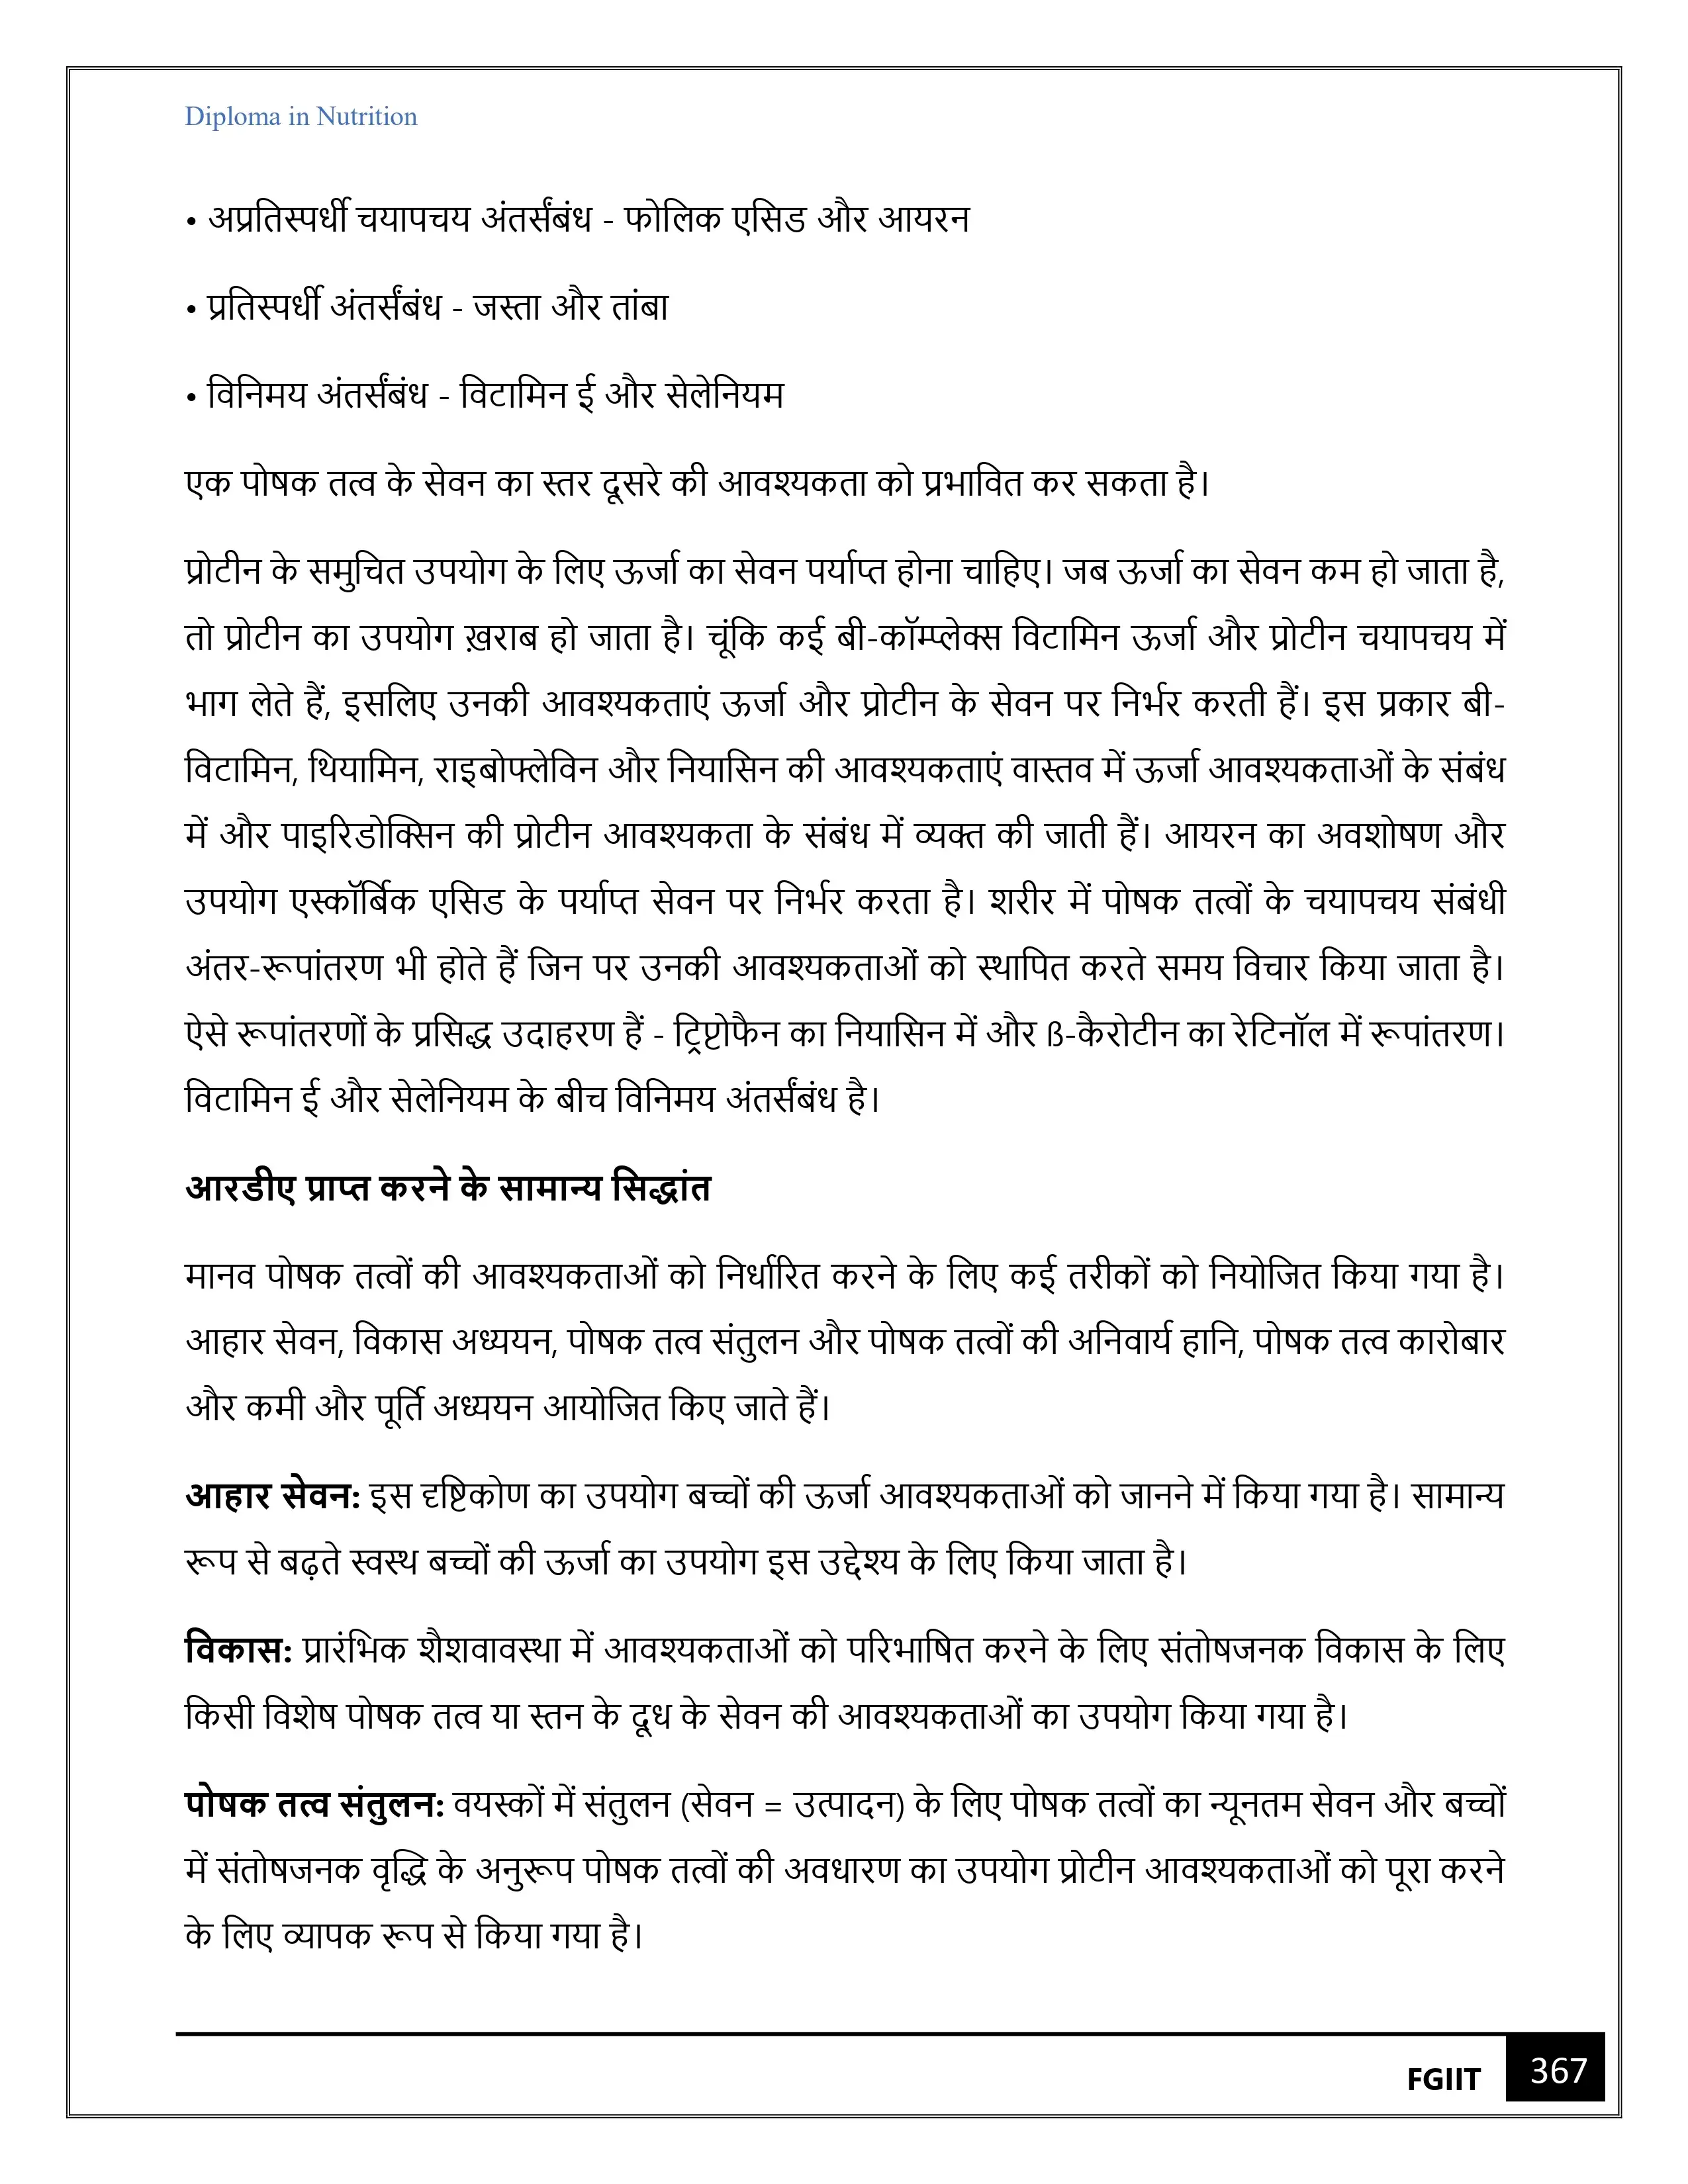 Diploma in Nutrition
• अप्रतिस्पर्धी चयापचय अंतर्संबंध - फोलिक एसिड और आयरन
• प्रतिस्पर्धी अंतर्संबंध - जस्ता और तांबा
• विनिमय अंतर्संबंध - विटामिन ई और सेलेनियम
एक पोषक तत्व के सेवन का स्तर दूसरे की आवश्यकता को प्रभावित कर सकता है।
प्रोटीन के समुचित उपयोग के लिए ऊर्जा का सेवन पर्याप्त होना चाहिए। जब ऊर्जा का सेवन कम हो जाता है,
तो प्रोटीन का उपयोग ख़राब हो जाता है। चूंकि कई बी-कॉम्प्लेक्स विटामिन ऊर्जा और प्रोटीन चयापचय में
भाग लेते हैं, इसलिए उनकी आवश्यकताएं ऊर्जा और प्रोटीन के सेवन पर निर्भर करती हैं। इस प्रकार बी-
विटामिन, थियामिन, राइबोफ्लेविन और नियासिन की आवश्यकताएं वास्तव में ऊर्जा आवश्यकताओं के संबंध
में और पाइरिडोक्सिन की प्रोटीन आवश्यकता के संबंध में व्यक्त की जाती हैं। आयरन का अवशोषण और
उपयोग एस्कॉर्बिक एसिड के पर्याप्त सेवन पर निर्भर करता है। शरीर में पोषक तत्वों के चयापचय संबंधी
अंतर-रूपांतरण भी होते हैं जिन पर उनकी आवश्यकताओं को स्थापित करते समय विचार किया जाता है।
ऐसे रूपांतरणों के प्रसिद्ध उदाहरण हैं - ट्रिप्टोफैन का नियासिन में और ß-कैरोटीन का रेटिनॉल में रूपांतरण।
विटामिन ई और सेलेनियम के बीच विनिमय अंतर्संबंध है।
आरडीए प्राप्त करने के सामान्य सिद्धांत
मानव पोषक तत्वों की आवश्यकताओं को निर्धारित करने के लिए कई तरीकों को नियोजित किया गया है।
आहार सेवन, विकास अध्ययन, पोषक तत्व संतुलन और पोषक तत्वों की अनिवार्य हानि, पोषक तत्व कारोबार
और कमी और पूर्ति अध्ययन आयोजित किए जाते हैं।
आहार सेवन: इस दृष्टिकोण का उपयोग बच्चों की ऊर्जा आवश्यकताओं को जानने में किया गया है। सामान्य
रूप से बढ़ते स्वस्थ बच्चों की ऊर्जा का उपयोग इस उद्देश्य के लिए किया जाता है।
विकास: प्रारंभिक शैशवावस्था में आवश्यकताओं को परिभाषित करने के लिए संतोषजनक विकास के लिए
किसी विशेष पोषक तत्व या स्तन के दूध के सेवन की आवश्यकताओं का उपयोग किया गया है।
पोषक तत्व संतुलन: वयस्कों में संतुलन (सेवन = उत्पादन) के लिए पोषक तत्वों का न्यूनतम सेवन और बच्चों
में संतोषजनक वृद्धि के अनुरूप पोषक तत्वों की अवधारण का उपयोग प्रोटीन आवश्यकताओं को पूरा करने
के लिए व्यापक रूप से किया गया है।
FGIIT 367